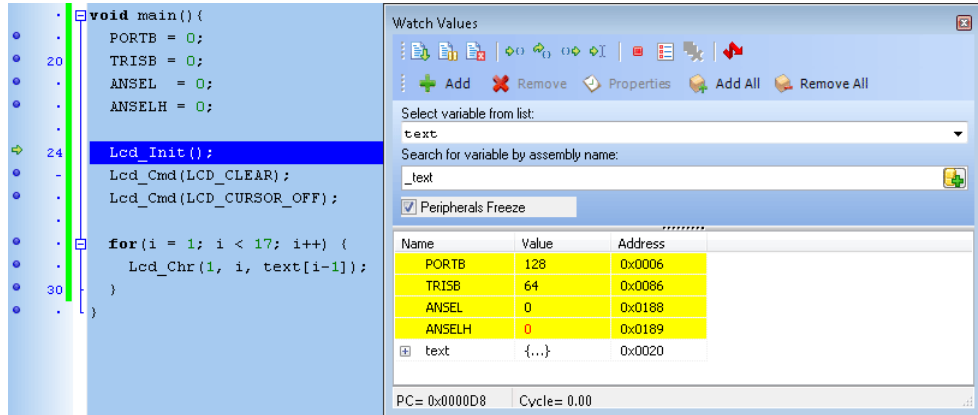 void main(){
PORTB = 0;
20 TRISB = 0;
ANSEL  = 0;
ANSELH = 0;
24 Lcd_Init();
Lcd_Cmd(LCD_CLEAR);
Lcd_Cmd(LCD_CURSOR_OFF);
for(i = 1; i < 17; i++) {
Lcd_Chr(1, i, text[i-1]);
30 }
}
Watch Values
Add Remove Properties Add All Remove All
Select variable from list:
text
Search for variable by assembly name:
_text
Peripherals Freeze
Name Value Address
PORTB 128 0x0006
TRISB 64 0x0086
ANSEL 0 0x0188
ANSELH 0 0x0189
text {...} 0x0020
PC= 0x0000D8 Cycle= 0.00